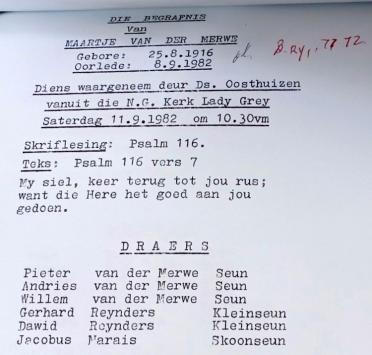 DIE BEGRAFNIS
Van
MAARTJE VAN DER MERWE
Gebore: 25.8.1916
Oorlede: 8.9.1982
Diens waargeneem deur Ds. Oosthuizen
vanuit die N.G. Kerk Lady Grey
Saterdag 11.9.1982 om 10.30vm
Skriflesing: Psalm 116.
Teks: Psalm 116 vers 7
My siel, keer terug tot jou rus;
want die Here het goed aan jou
gedoen.
DRAERS
Pieter van der Merwe Seun
Andries van der Merwe Seun
Willem van der Merwe Seun
Gerhard Reynders Kleinseun
Dawid Reynders Kleinseun
Jacobus Marais Skoonseun